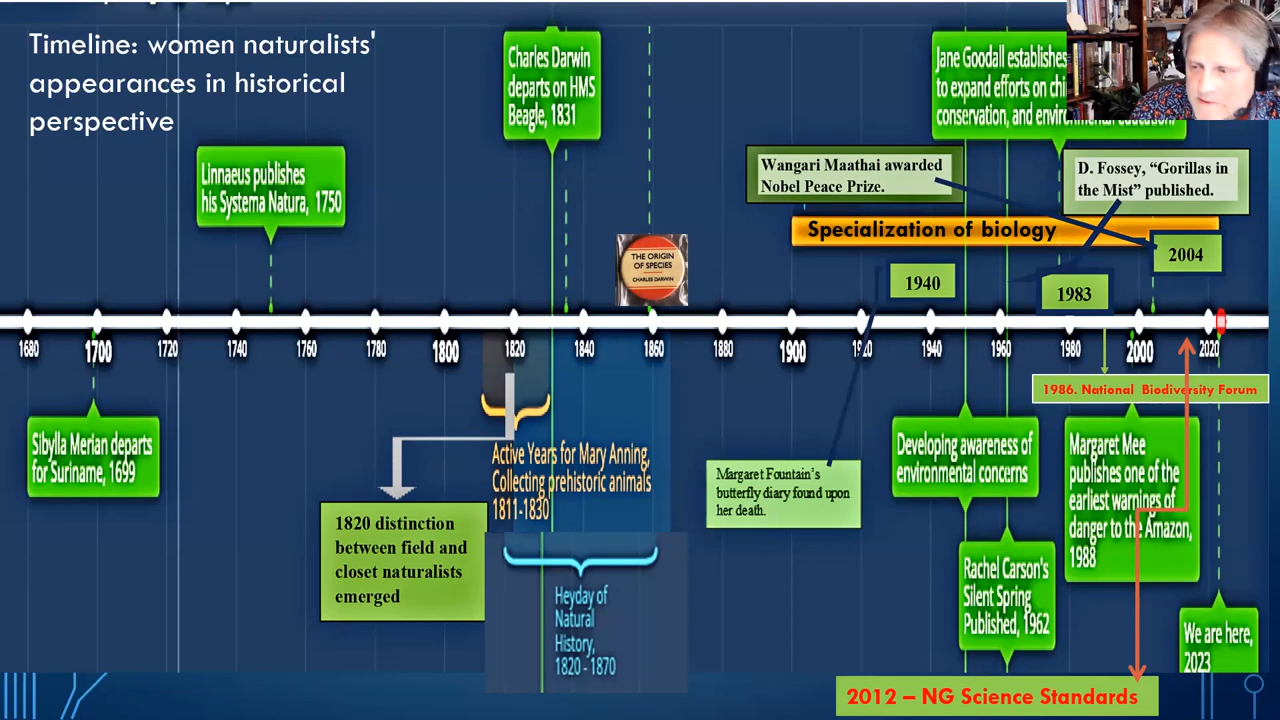 Timeline: women naturalists'
appearances in historical
perspective
Charles Darwin
departs on HMS
Beagle, 1831
Jane Goodall establishes
to expand efforts on chi
conservation, and environmental education.
Linnaeus publishes
his Systema Natura, 1750
Wangari Maathai awarded
Nobel Peace Prize.
D. Fossey, “Gorillas in
the Mist” published.
Specialization of biology
2004
THE ORIGIN
OF SPECIES
CHARLES DARWIN
1940
1983
1680 1700 1720 1740 1760 1780 1800 1820 1840 1860 1880 1900 1920 1940 1960 1980 2000 2020
1986. National Biodiversity Forum
Sibylla Merian departs
for Suriname, 1699
Active Years for Mary Anning,
Collecting prehistoric animals
1811-1830
Margaret Fountain's
butterfly diary found upon
her death.
Developing awareness of
environmental concerns
Margaret Mee
publishes one of the
earliest warnings of
danger to the Amazon,
1988
1820 distinction
between field and
closet naturalists
emerged
Heyday of
Natural
History,
1820 - 1870
Rachel Carson's
Silent Spring
Published, 1962
We are here,
2023
2012 – NG Science Standards